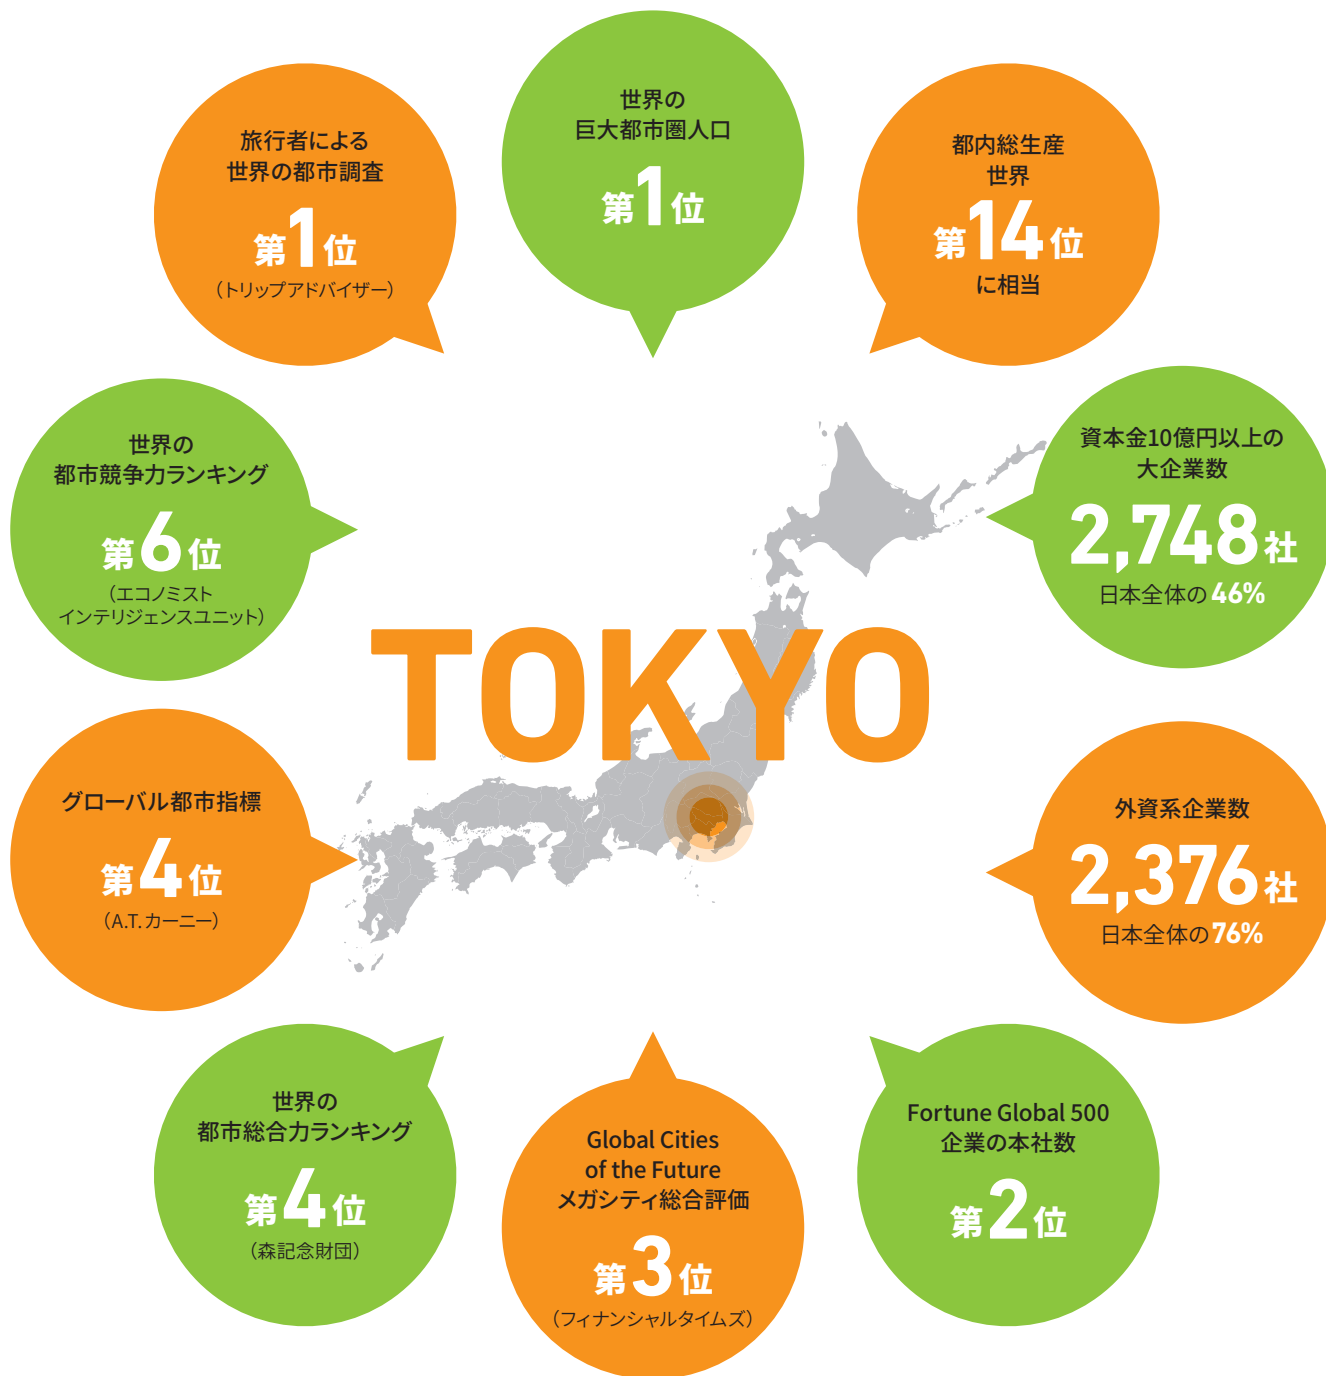 世界の
巨大都市圏人口
第1位
旅行者による
世界の都市調査
第1位
（トリップアドバイザー）
都内総生産
世界
第14位
に相当
世界の
都市競争力ランキング
第6位
（エコノミスト
インテリジェンスユニット）
資本金10億円以上の
大企業数
2,748社
日本全体の46%
TOKYO
グローバル都市指標
第4位
（A.T.カーニー）
外資系企業数
2,376社
日本全体の76%
世界の
都市総合力ランキング
第4位
（森記念財団）
Global Cities
of the Future
メガシティ総合評価
第3位
（フィナンシャルタイムズ）
Fortune Global 500
企業の本社数
第2位